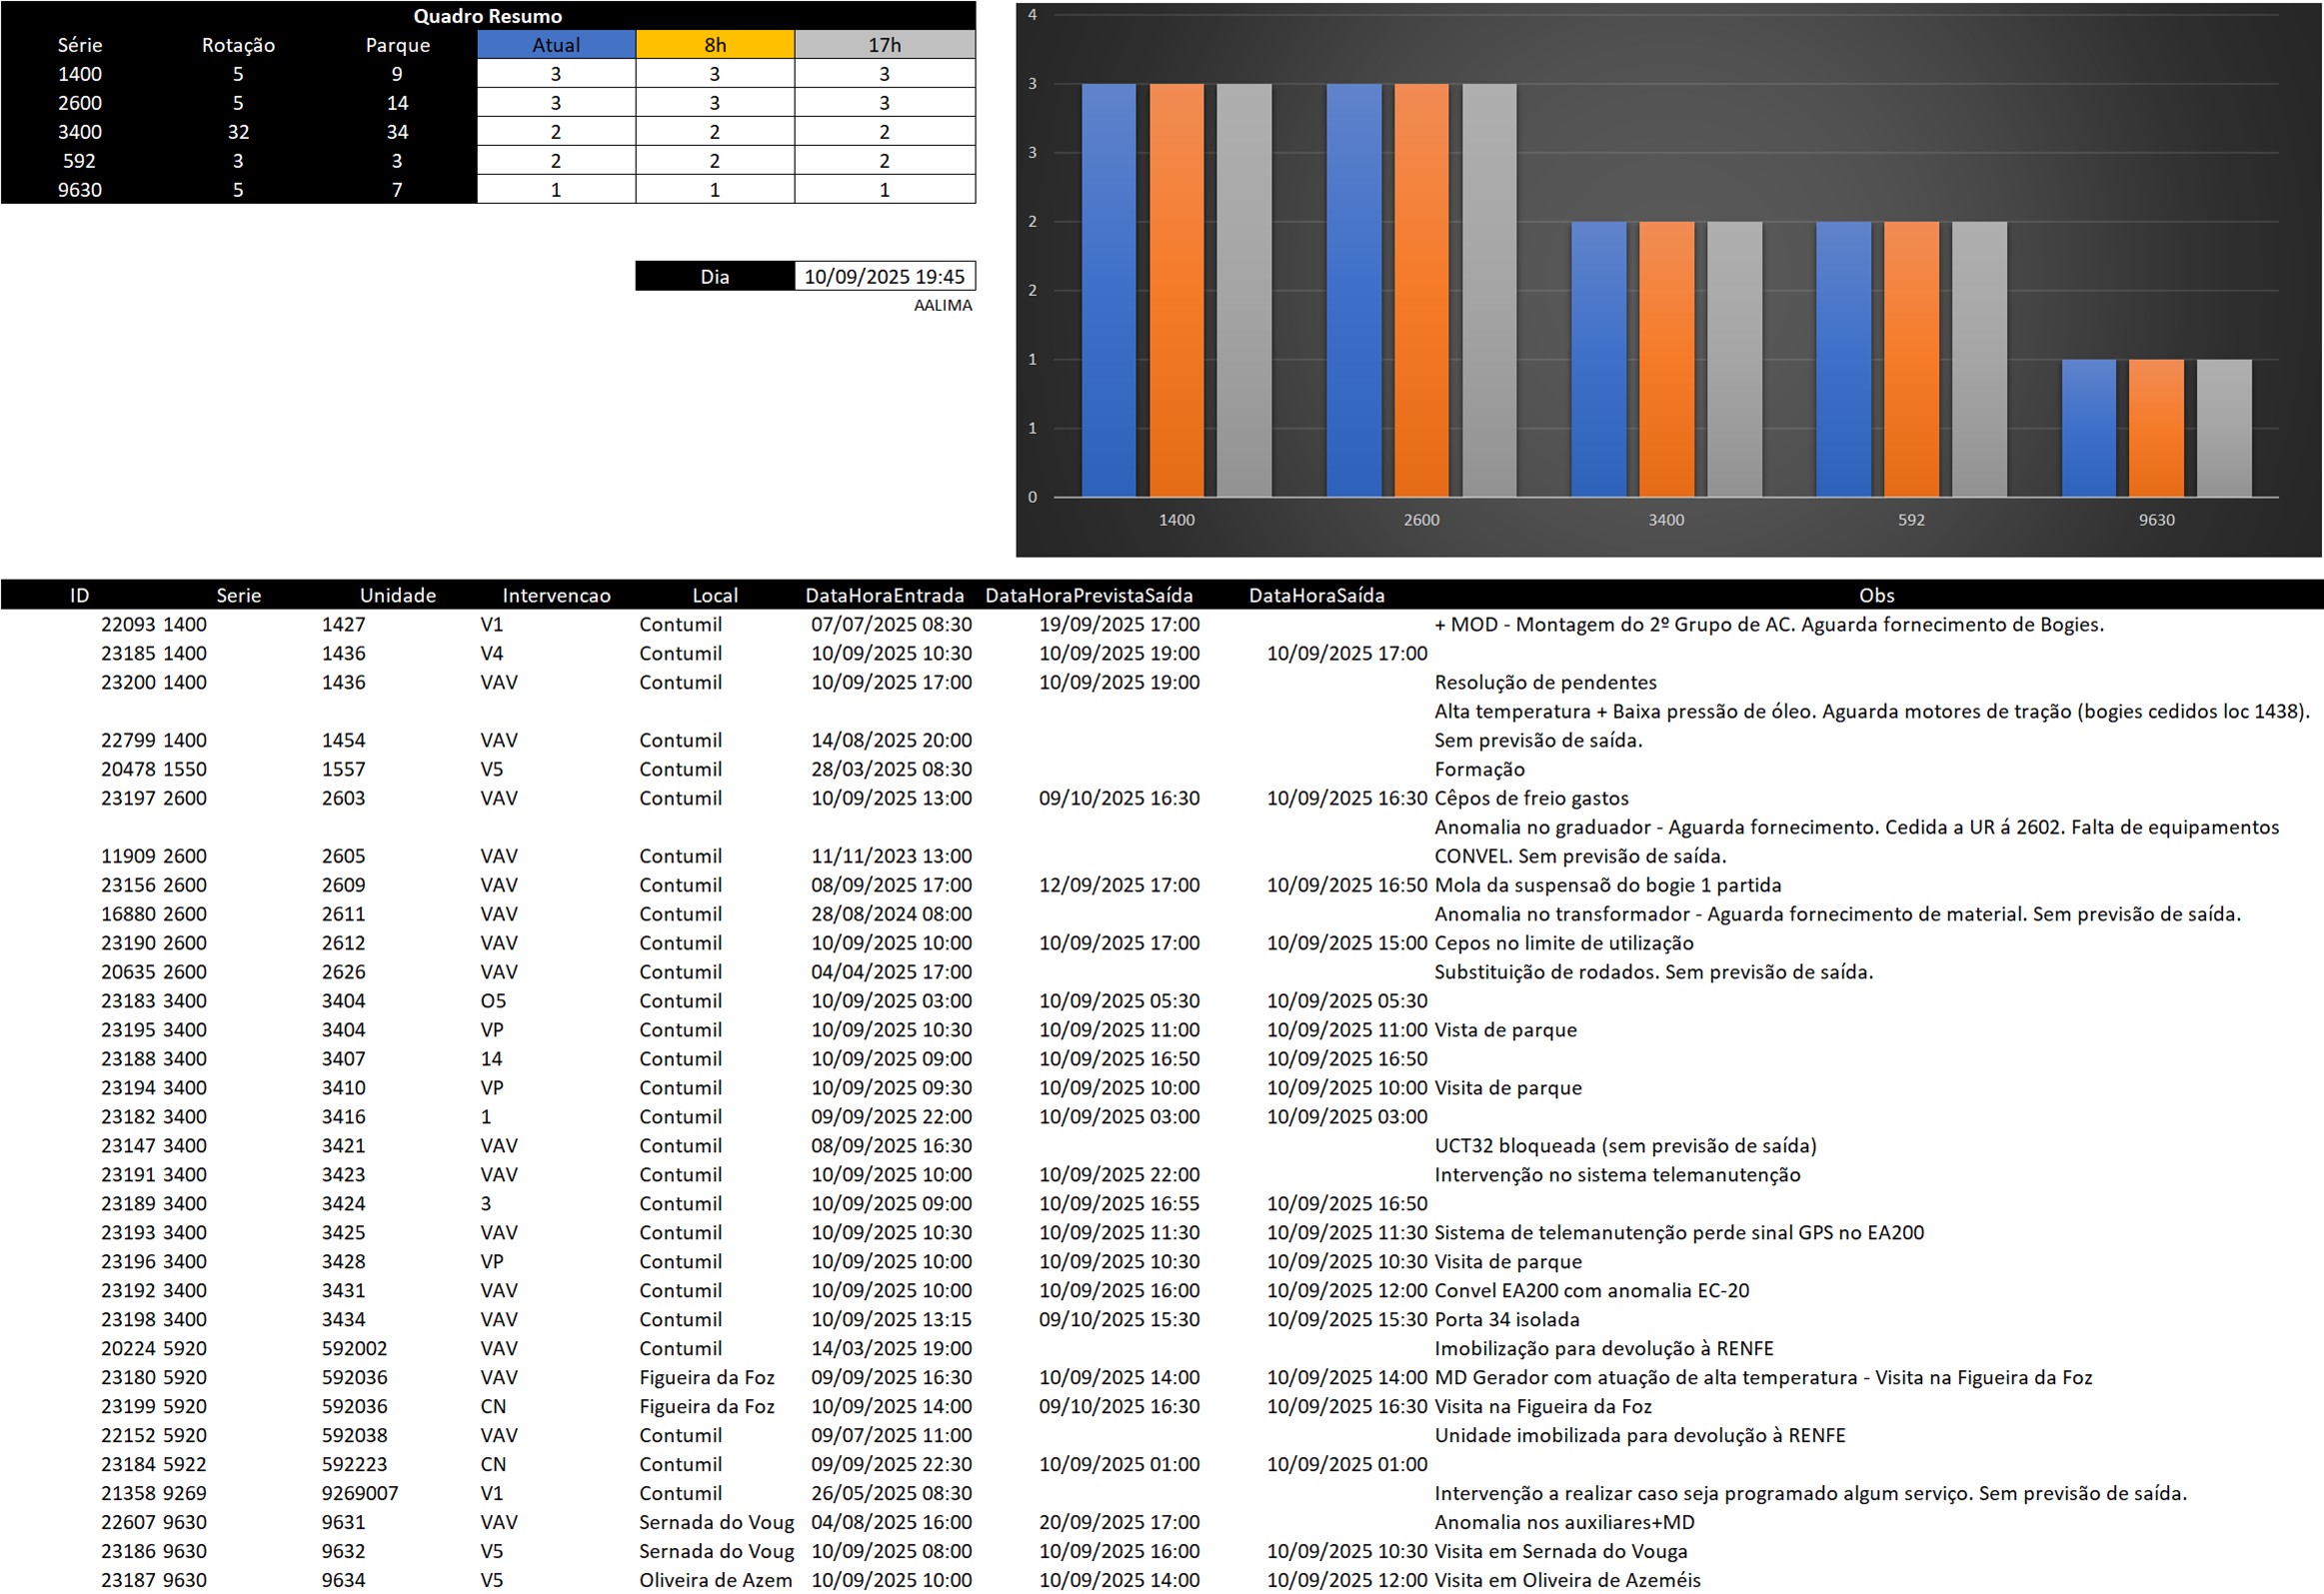 Quadro Resumo
Série Rotação Parque Atual 8h 17h
1400 5 9 3 3 3
2600 5 14 3 3 3
3400 32 34 2 2 2
592 3 3 2 2 2
9630 5 7 1 1 1
Dia 10/09/2025 19:45
AALIMA
4
3
3
2
2
1
1
0
1400 2600 3400 592 9630
ID Serie Unidade Intervencao Local DataHoraEntrada DataHoraPrevistaSaída DataHoraSaída Obs
22093 1400 1427 V1 Contumil 07/07/2025 08:30 19/09/2025 17:00 + MOD - Montagem do 2º Grupo de AC. Aguarda fornecimento de Bogies.
23185 1400 1436 V4 Contumil 10/09/2025 10:30 10/09/2025 19:00 10/09/2025 17:00
23200 1400 1436 VAV Contumil 10/09/2025 17:00 10/09/2025 19:00 Resolução de pendentes
Alta temperatura + Baixa pressão de óleo. Aguarda motores de tração (bogies cedidos loc 1438).
22799 1400 1454 VAV Contumil 14/08/2025 20:00 Sem previsão de saída.
20478 1550 1557 V5 Contumil 28/03/2025 08:30 Formação
23197 2600 2603 VAV Contumil 10/09/2025 13:00 09/10/2025 16:30 10/09/2025 16:30 Cêpos de freio gastos
Anomalia no graduador - Aguarda fornecimento. Cedida a UR á 2602. Falta de equipamentos
11909 2600 2605 VAV Contumil 11/11/2023 13:00 CONVEL. Sem previsão de saída.
23156 2600 2609 VAV Contumil 08/09/2025 17:00 12/09/2025 17:00 10/09/2025 16:50 Mola da suspensaõ do bogie 1 partida
16880 2600 2611 VAV Contumil 28/08/2024 08:00 Anomalia no transformador - Aguarda fornecimento de material. Sem previsão de saída.
23190 2600 2612 VAV Contumil 10/09/2025 10:00 10/09/2025 17:00 10/09/2025 15:00 Cepos no limite de utilização
20635 2600 2626 VAV Contumil 04/04/2025 17:00 Substituição de rodados. Sem previsão de saída.
23183 3400 3404 O5 Contumil 10/09/2025 03:00 10/09/2025 05:30 10/09/2025 05:30
23195 3400 3404 VP Contumil 10/09/2025 10:30 10/09/2025 11:00 10/09/2025 11:00 Vista de parque
23188 3400 3407 14 Contumil 10/09/2025 09:00 10/09/2025 16:50 10/09/2025 16:50
23194 3400 3410 VP Contumil 10/09/2025 09:30 10/09/2025 10:00 10/09/2025 10:00 Visita de parque
23182 3400 3416 1 Contumil 09/09/2025 22:00 10/09/2025 03:00 10/09/2025 03:00
23147 3400 3421 VAV Contumil 08/09/2025 16:30 UCT32 bloqueada (sem previsão de saída)
23191 3400 3423 VAV Contumil 10/09/2025 10:00 10/09/2025 22:00 Intervenção no sistema telemanutenção
23189 3400 3424 3 Contumil 10/09/2025 09:00 10/09/2025 16:55 10/09/2025 16:50
23193 3400 3425 VAV Contumil 10/09/2025 10:30 10/09/2025 11:30 10/09/2025 11:30 Sistema de telemanutenção perde sinal GPS no EA200
23196 3400 3428 VP Contumil 10/09/2025 10:00 10/09/2025 10:30 10/09/2025 10:30 Visita de parque
23192 3400 3431 VAV Contumil 10/09/2025 10:00 10/09/2025 16:00 10/09/2025 12:00 Convel EA200 com anomalia EC-20
23198 3400 3434 VAV Contumil 10/09/2025 13:15 09/10/2025 15:30 10/09/2025 15:30 Porta 34 isolada
20224 5920 592002 VAV Contumil 14/03/2025 19:00 Imobilização para devolução à RENFE
23180 5920 592036 VAV Figueira da Foz 09/09/2025 16:30 10/09/2025 14:00 10/09/2025 14:00 MD Gerador com atuação de alta temperatura - Visita na Figueira da Foz
23199 5920 592036 CN Figueira da Foz 10/09/2025 14:00 09/10/2025 16:30 10/09/2025 16:30 Visita na Figueira da Foz
22152 5920 592038 VAV Contumil 09/07/2025 11:00 Unidade imobilizada para devolução à RENFE
23184 5922 592223 CN Contumil 09/09/2025 22:30 10/09/2025 01:00 10/09/2025 01:00
21358 9269 9269007 V1 Contumil 26/05/2025 08:30 Intervenção a realizar caso seja programado algum serviço. Sem previsão de saída.
22607 9630 9631 VAV Sernada do Voug 04/08/2025 16:00 20/09/2025 17:00 Anomalia nos auxiliares+MD
23186 9630 9632 V5 Sernada do Voug 10/09/2025 08:00 10/09/2025 16:00 10/09/2025 10:30 Visita em Sernada do Vouga
23187 9630 9634 V5 Oliveira de Azem 10/09/2025 10:00 10/09/2025 14:00 10/09/2025 12:00 Visita em Oliveira de Azeméis